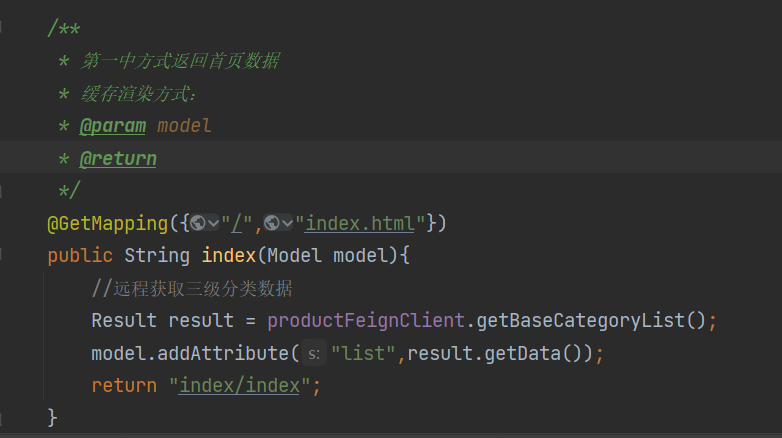 /**
* 第一中方式返回首页数据
* 缓存渲染方式:
* @param model
* @return
*/
@GetMapping({"/","index.html"})
public String index(Model model){
//远程获取三级分类数据
Result result = productFeignClient.getBaseCategoryList();
model.addAttribute( s: "list",result.getData());
return "index/index";
}